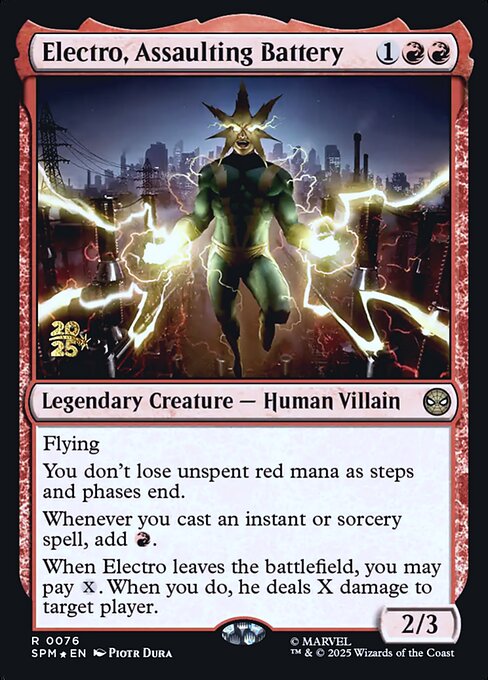 Electro, Assaulting Battery 1
20
25
Legendary Creature — Human Villain
Flying
You don't lose unspent red mana as steps
and phases end.
Whenever you cast an instant or sorcery
spell, add .
When Electro leaves the battlefield, you may
pay X. When you do, he deals X damage to
target player.
2/3
R 0076
SPM★EN Piotr Dura
© MARVEL
™ & © 2025 Wizards of the Coast